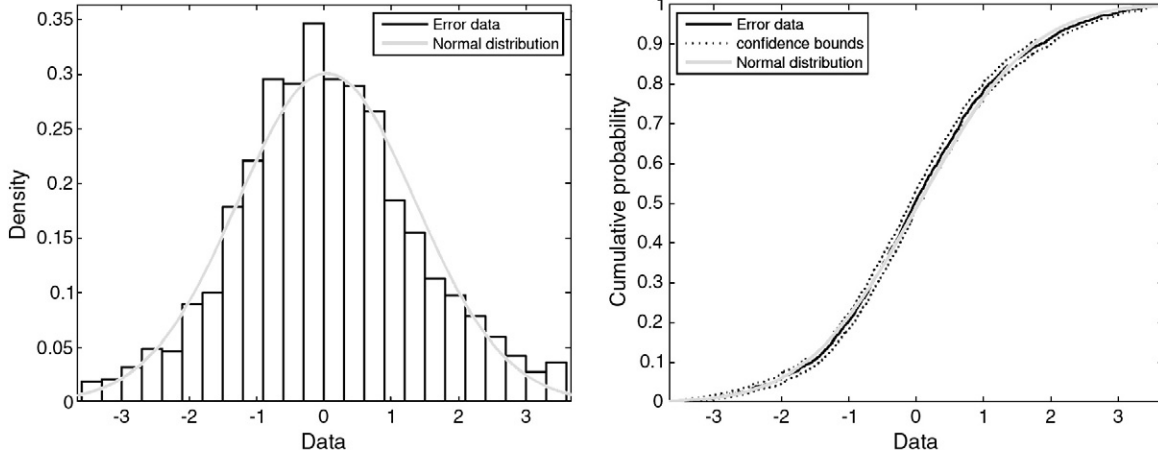 0.35
0.3
0.25
0.2
0.15
0.1
0.05
0
Density
-3 -2 -1 0 1 2 3
Data
Error data
Normal distribution
1
0.9
0.8
0.7
0.6
0.5
0.4
0.3
0.2
0.1
0
Cumulative probability
-3 -2 -1 0 1 2 3
Data
Error data
confidence bounds
Normal distribution